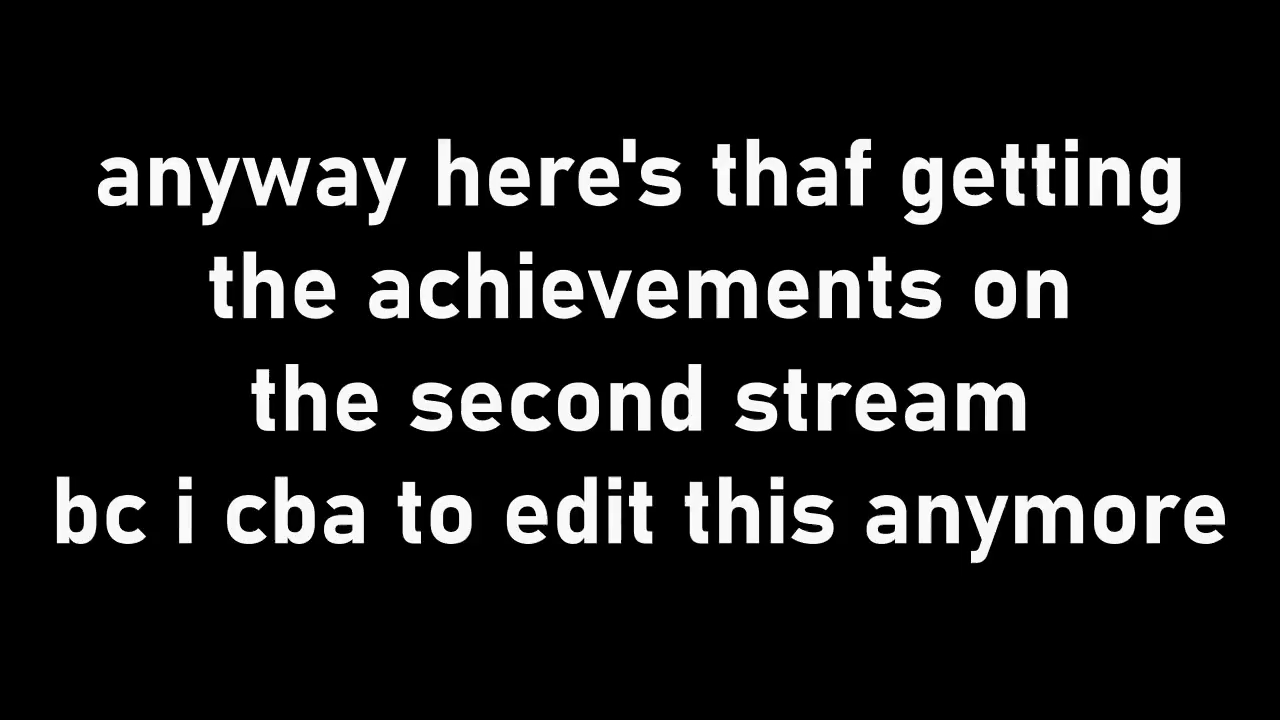 anyway here's thaf getting
the achievements on
the second stream
bc i cba to edit this anymore